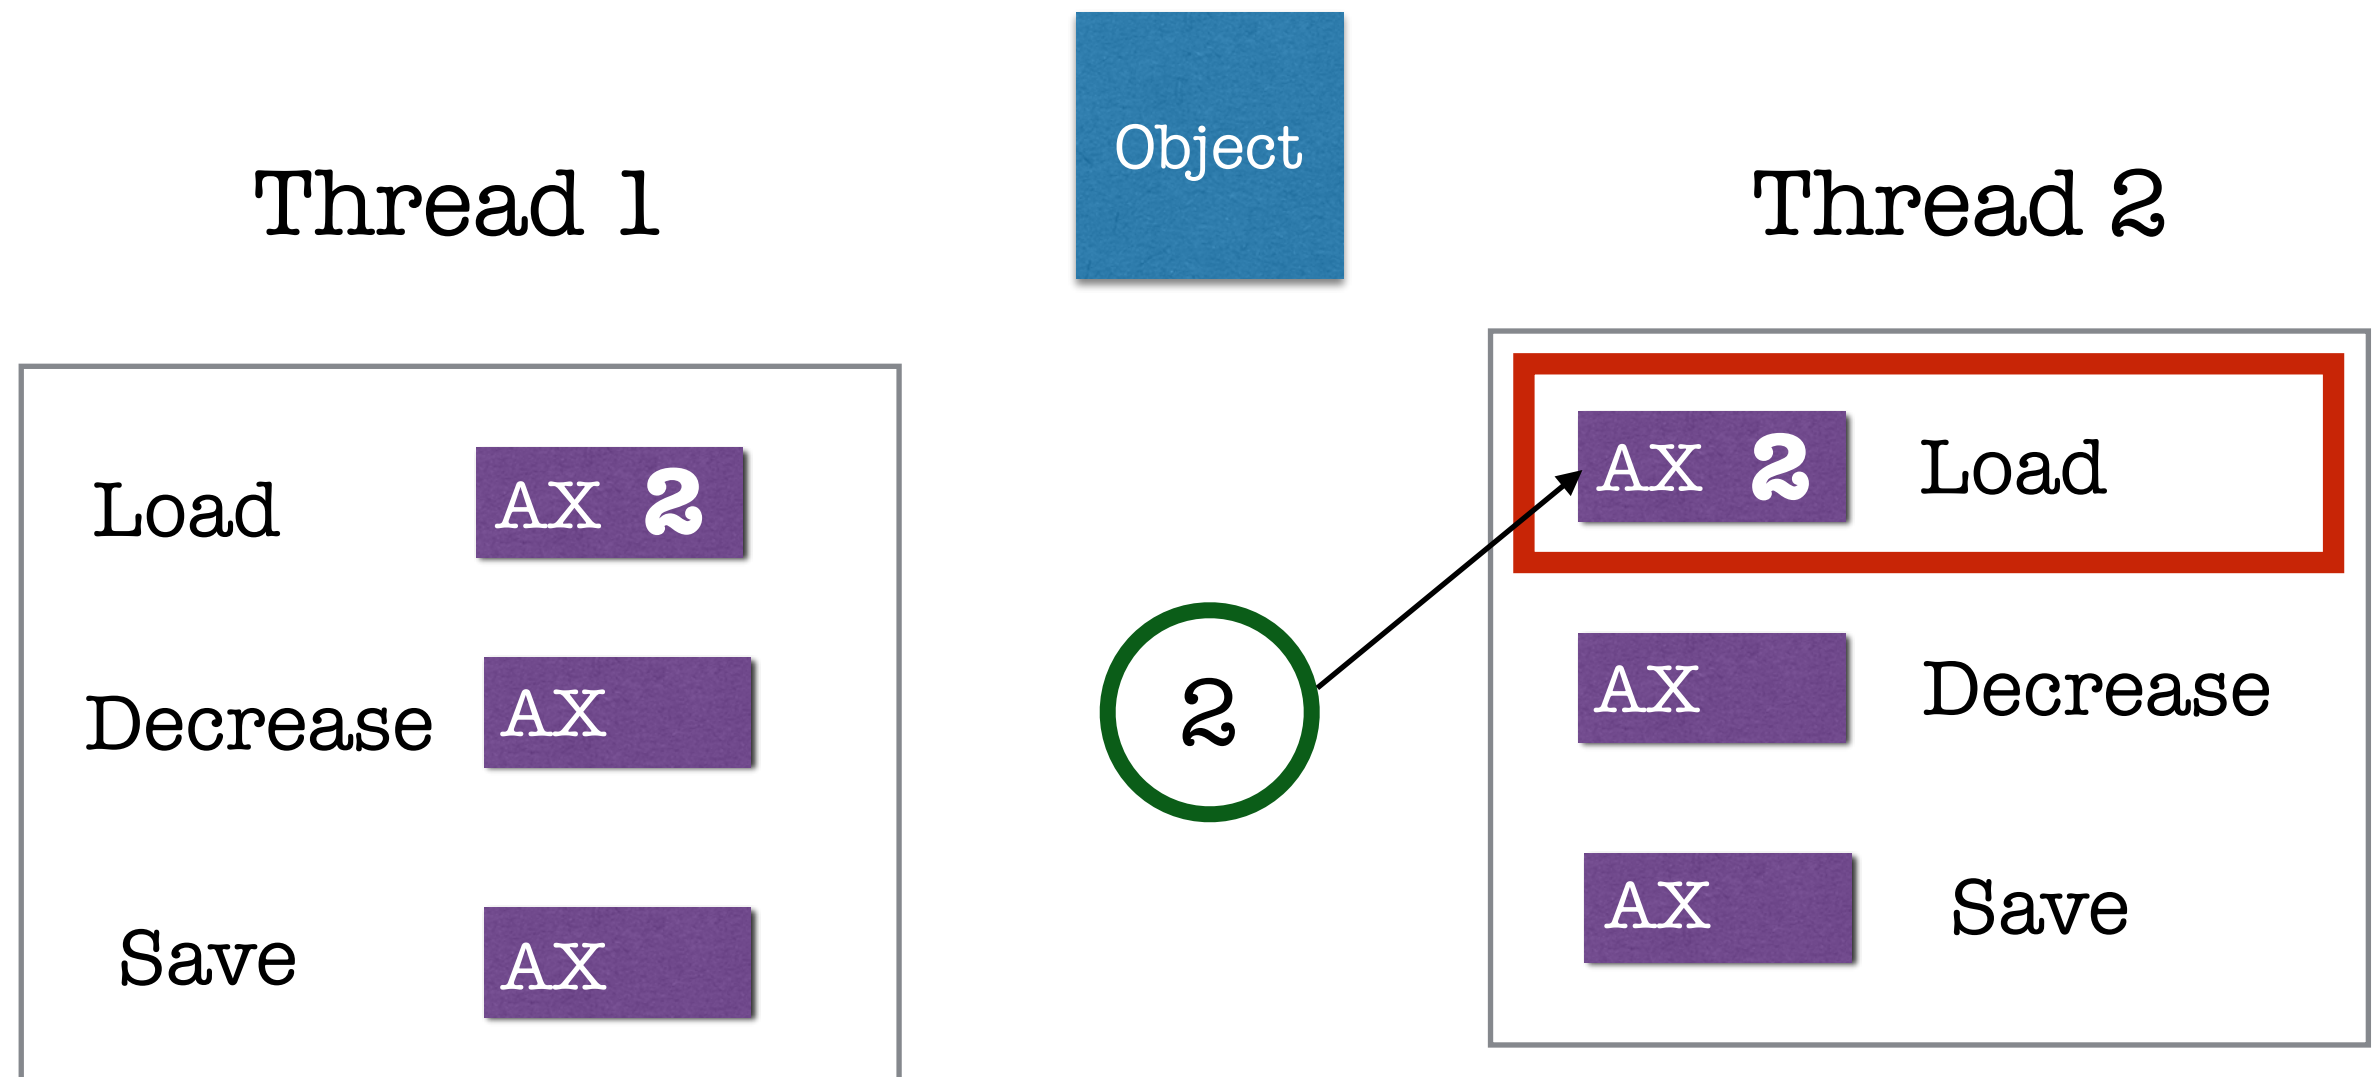 Object
Thread 1
Thread 2
Load AX 2
Decrease AX
Save AX
2
AX 2 Load
AX Decrease
AX Save